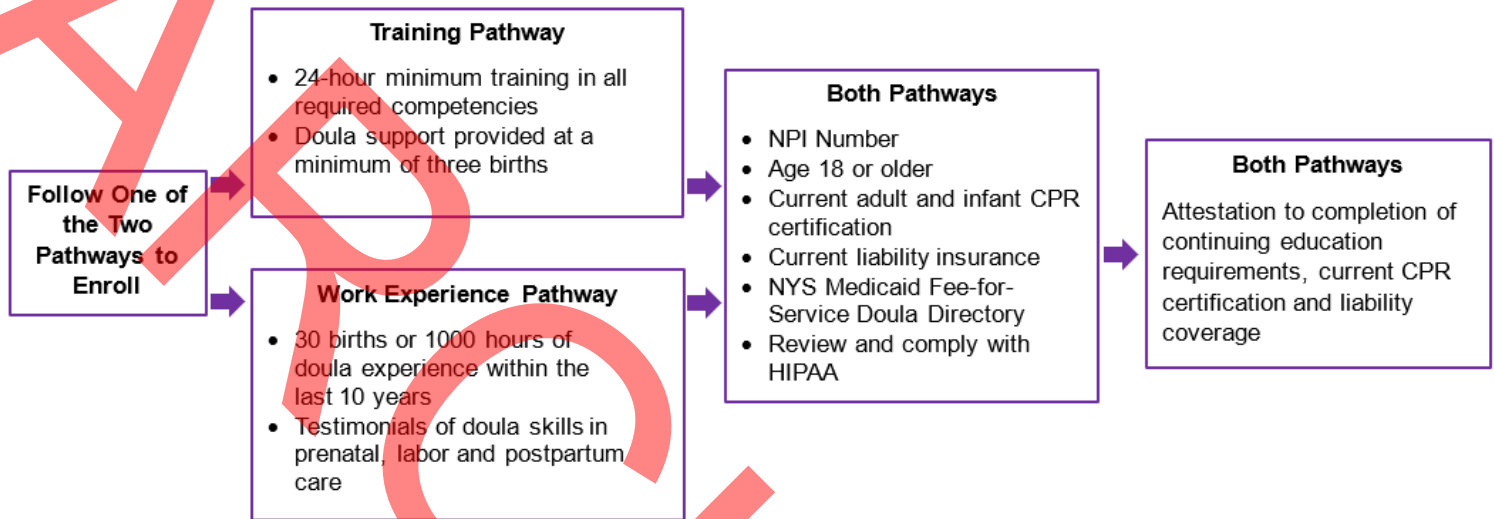 Follow One of
the Two
Pathways to
Enroll
Training Pathway
• 24-hour minimum training in all
required competencies
• Doula support provided at a
minimum of three births
Work Experience Pathway
• 30 births or 1000 hours of
doula experience within the
last 10 years
• Testimonials of doula skills in
prenatal, labor and postpartum
care
Both Pathways
• NPI Number
• Age 18 or older
• Current adult and infant CPR
certification
• Current liability insurance
• NYS Medicaid Fee-for-
Service Doula Directory
• Review and comply with
HIPAA
Both Pathways
Attestation to completion of
continuing education
requirements, current CPR
certification and liability
coverage